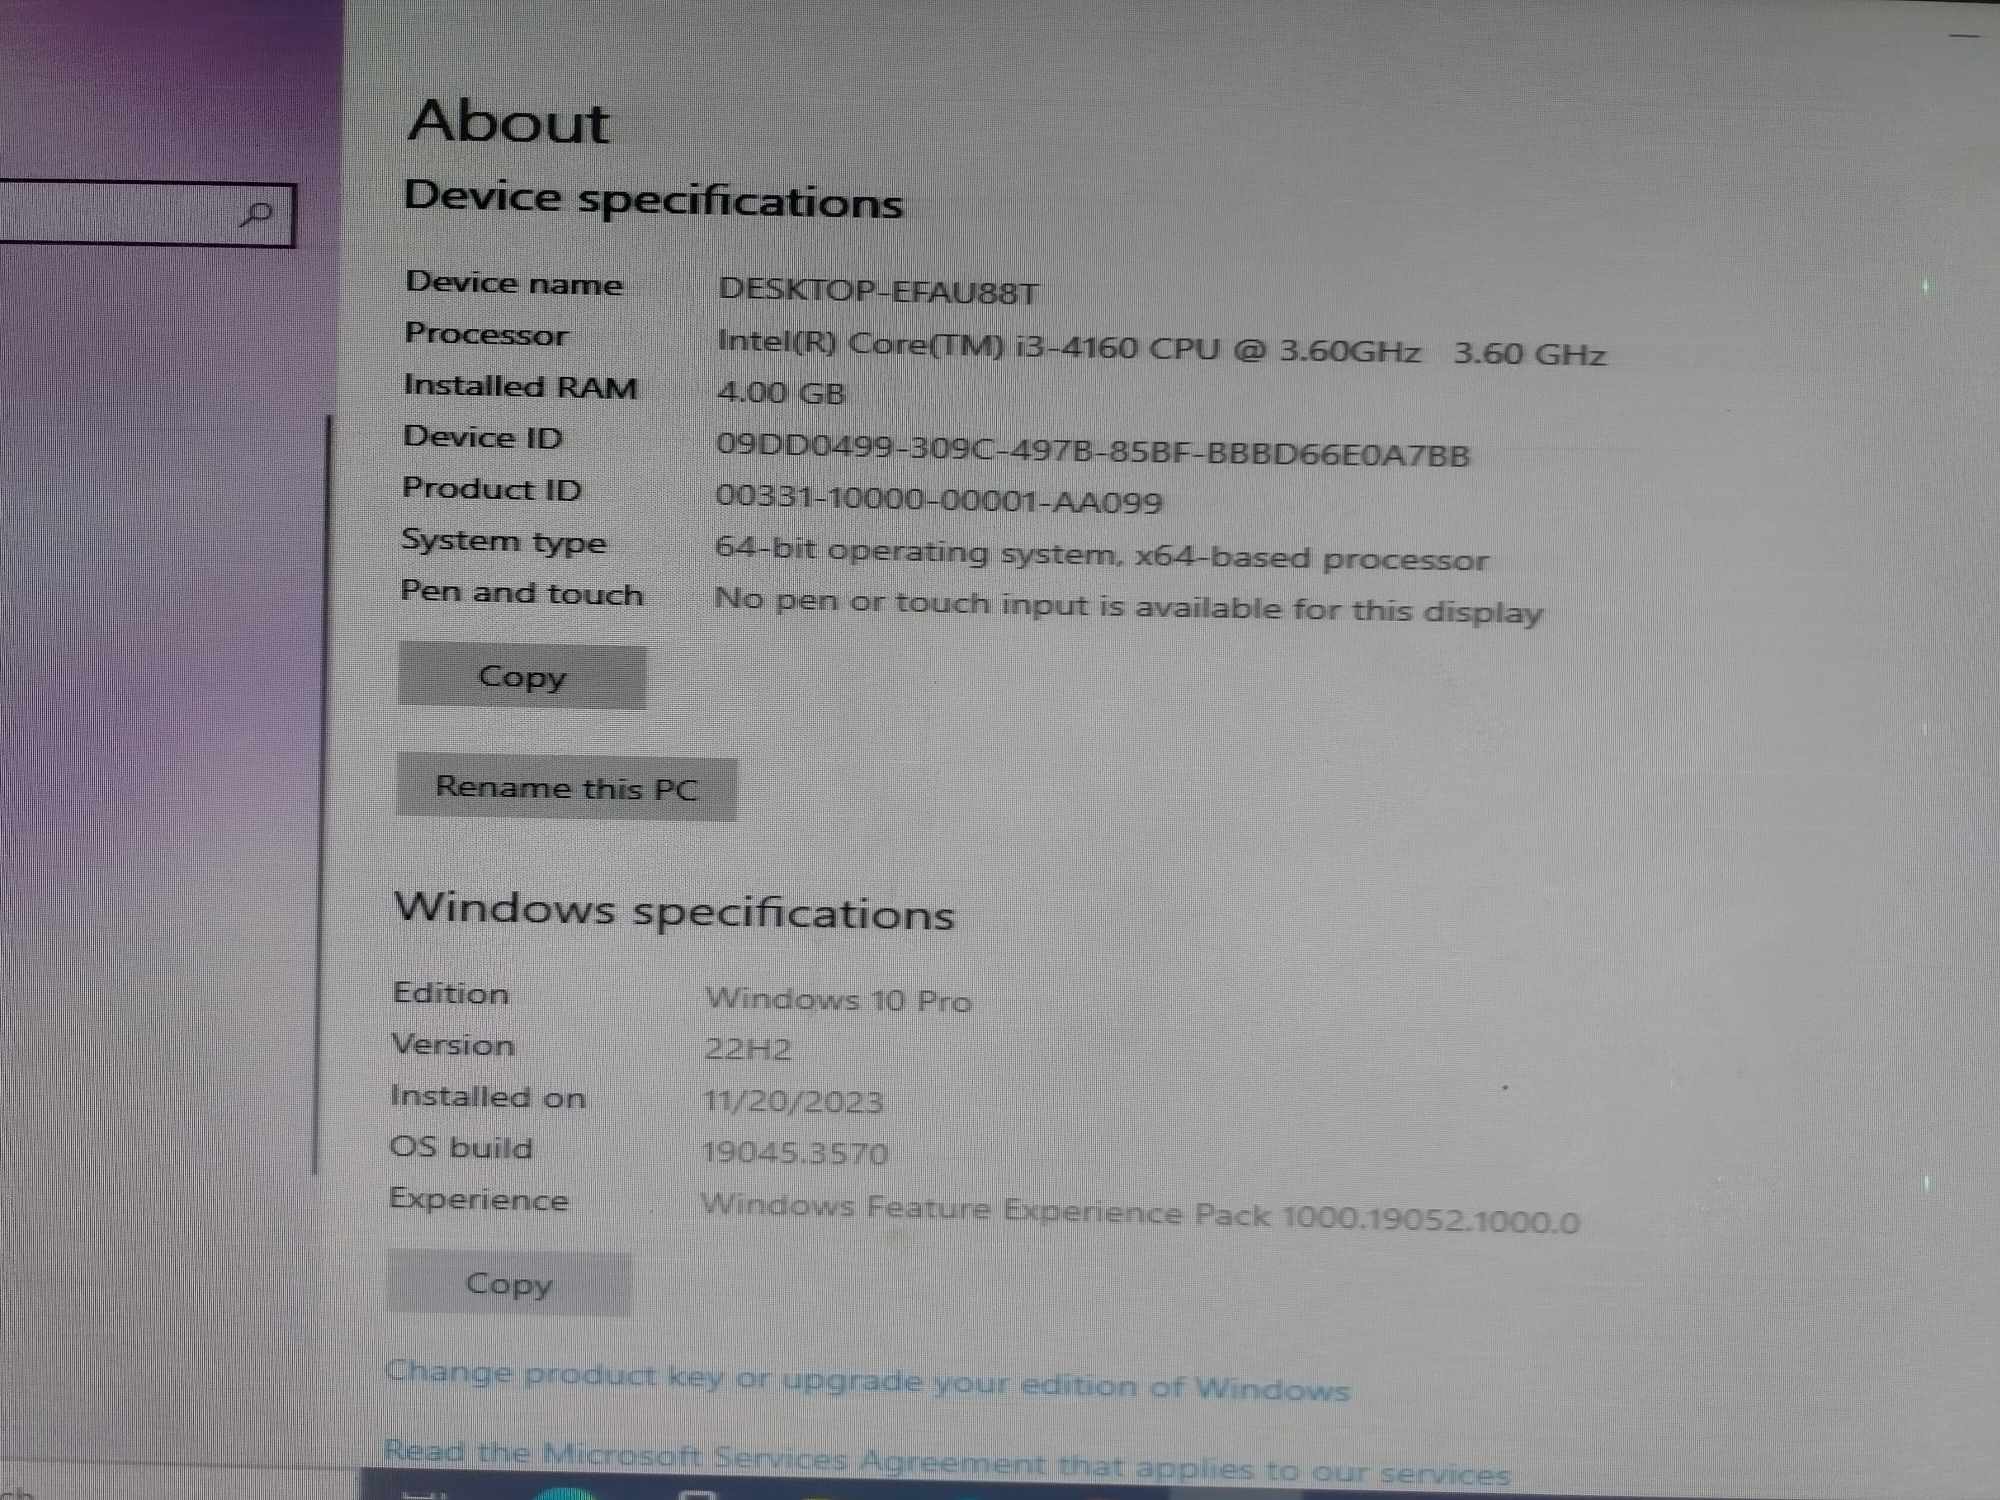 About
Device specifications
Device name DESKTOP-EFAU88T
Processor Intel(R) Core(TM) i3-4160 CPU @ 3.60GHz 3.60 GHz
Installed RAM 4.00 GB
Device ID 09DD0499-309C-497B-85BF-BBBD66E0A7BB
Product ID 00331-10000-00001-AA099
System type 64-bit operating system, x64-based processor
Pen and touch No pen or touch input is available for this display
Copy
Rename this PC
Windows specifications
Edition Windows 10 Pro
Version 22H2
Installed on 11/20/2023
OS build 19045.3570
Experience Windows Feature Experience Pack 1000.19052.1000.0
Copy
Change product key or upgrade your edition of Windows
Read the Microsoft Services Agreement that applies to our services